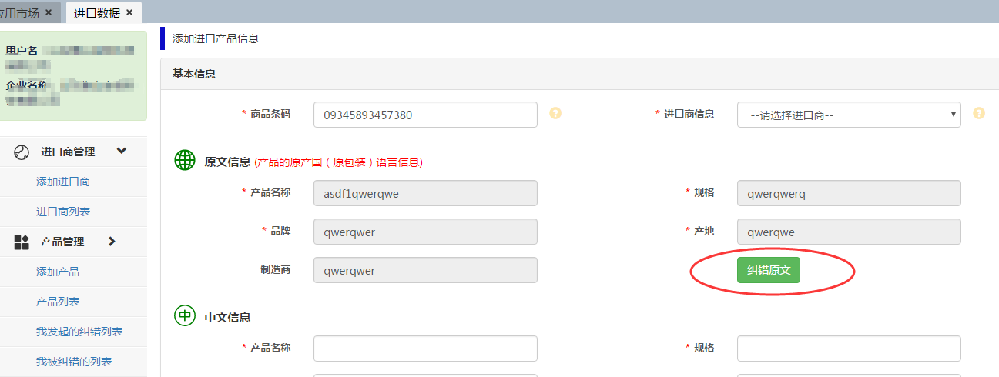 应用市场 × 进口数据 ×
用户名
企业名称
进口商管理
添加进口商
进口商列表
产品管理
添加产品
产品列表
我发起的纠错列表
我被纠错的列表
添加进口产品信息
基本信息
* 商品条码 09345893457380 ? * 进口商信息 --请选择进口商-- ?
原文信息 (产品的原产国（原包装）语言信息)
* 产品名称 asdf1qwerqwe * 规格 qwerqwerq
* 品牌 qwerqwer * 产地 qwerqwe
制造商 qwerqwer 纠错原文
中 中文信息
* 产品名称 * 规格